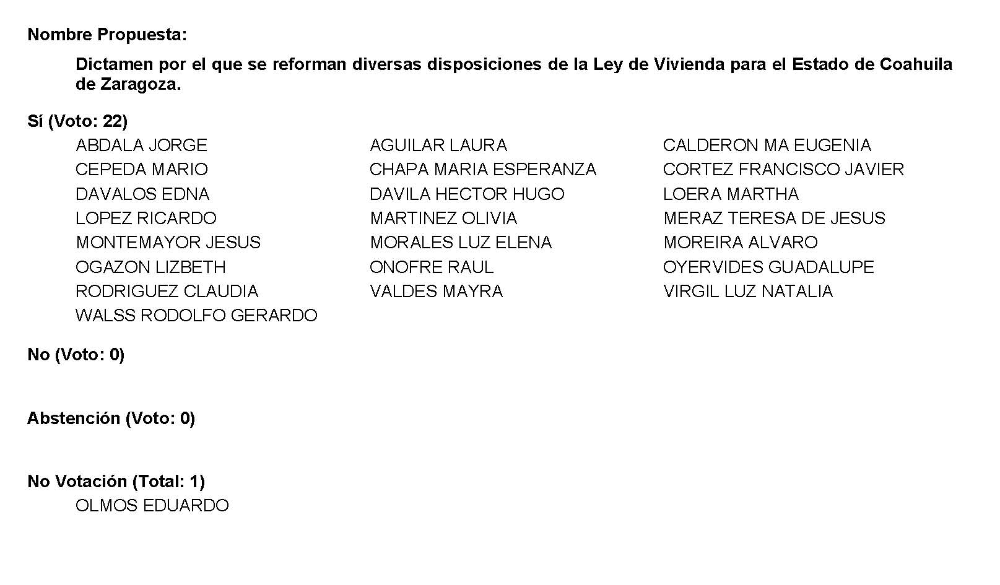 Nombre Propuesta:
Dictamen por el que se reforman diversas disposiciones de la Ley de Vivienda para el Estado de Coahuila
de Zaragoza.
Sí (Voto: 22)
ABDALA JORGE AGUILAR LAURA CALDERON MA EUGENIA
CEPEDA MARIO CHAPA MARIA ESPERANZA CORTEZ FRANCISCO JAVIER
DAVALOS EDNA DAVILA HECTOR HUGO LOERA MARTHA
LOPEZ RICARDO MARTINEZ OLIVIA MERAZ TERESA DE JESUS
MONTEMAYOR JESUS MORALES LUZ ELENA MOREIRA ALVARO
OGAZON LIZBETH ONOFRE RAUL OYERVIDES GUADALUPE
RODRIGUEZ CLAUDIA VALDES MAYRA VIRGIL LUZ NATALIA
WALSS RODOLFO GERARDO
No (Voto: 0)
Abstención (Voto: 0)
No Votación (Total: 1)
OLMOS EDUARDO